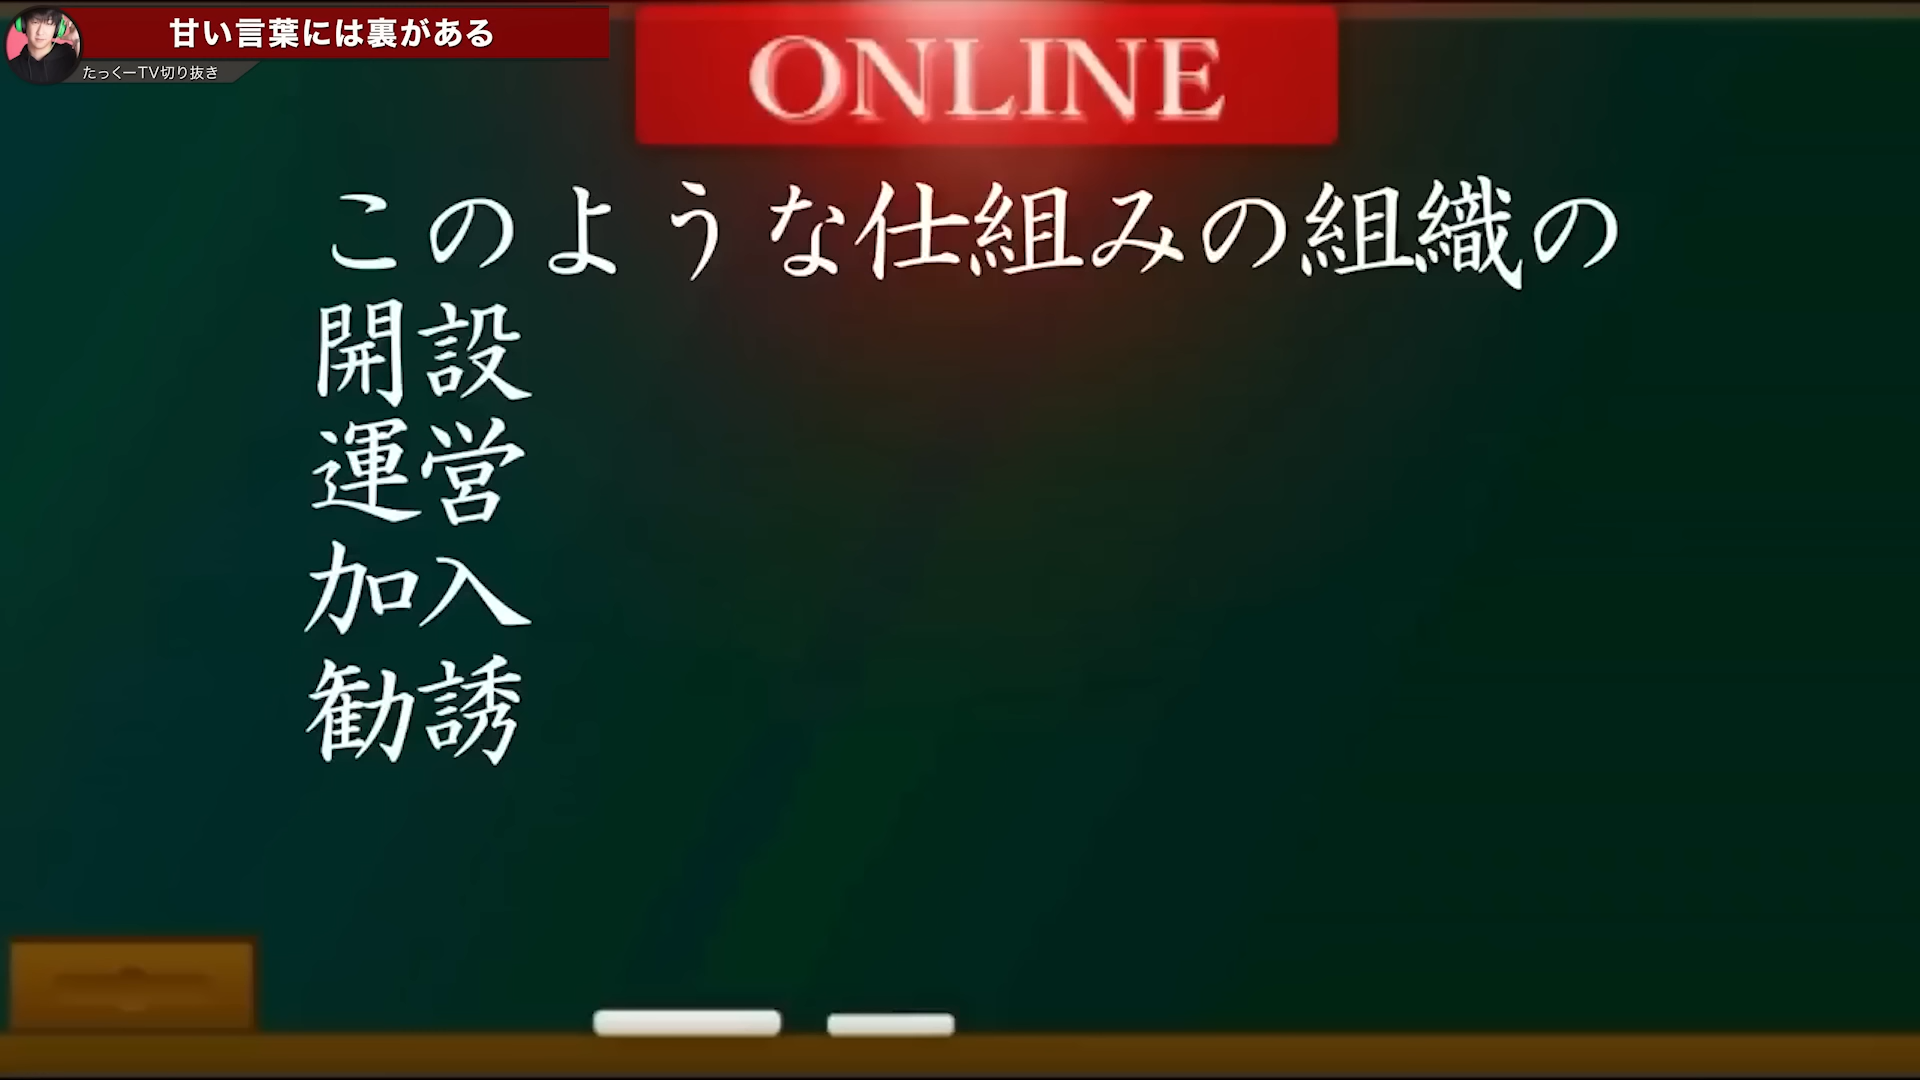 甘い言葉には裏がある
たっくーTV切り抜き
ONLINE
このような仕組みの組織の
開設
運営
加入
勧誘